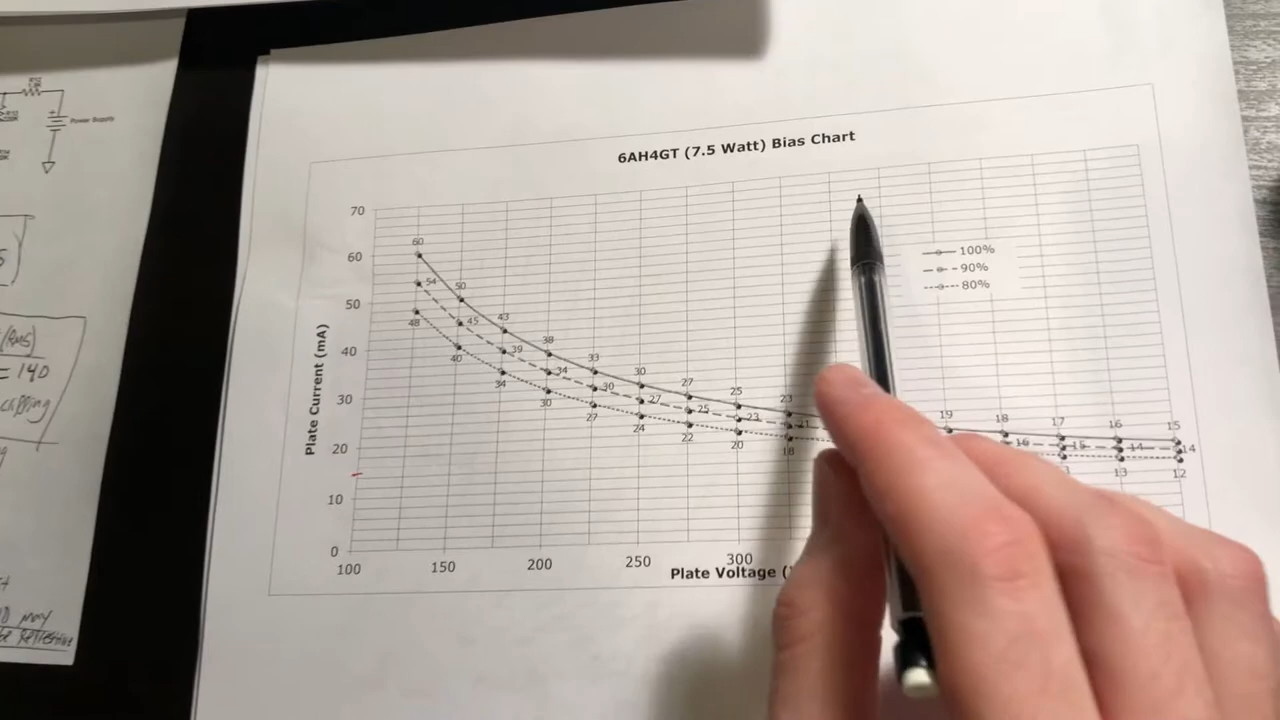 Power Supply
(RMS)
= 140
clipping
may
6AH4GT (7.5 Watt) Bias Chart
70
60
50
40
30
20
10
0
Plate Current (mA)
60 50 43 38 33 30 27 25 23 19 18 17 16 15
54 45 39 34 30 27 25 23 21 16 15 14 14
48 40 34 30 27 24 22 20 18 13 12
100%
90%
80%
100 150 200 250 300
Plate Voltage (